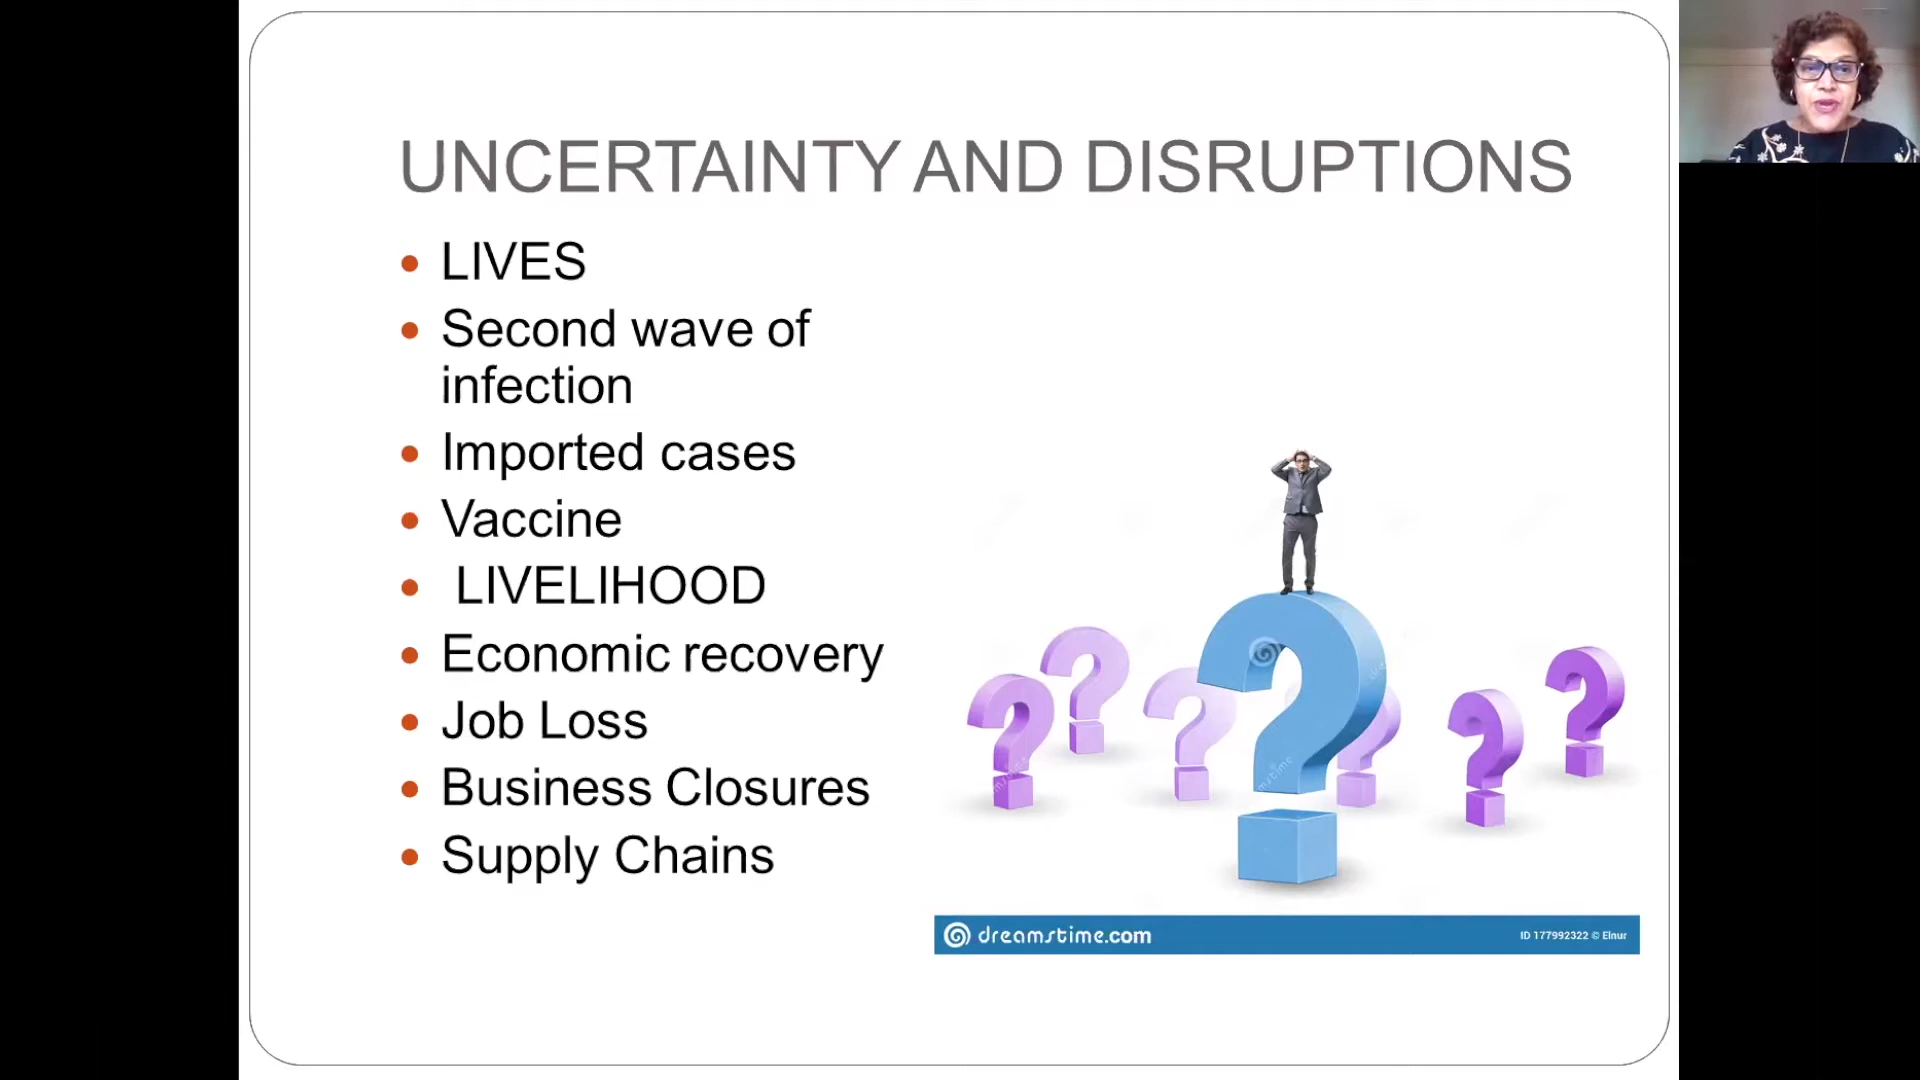 UNCERTAINTY AND DISRUPTIONS
LIVES
Second wave of
infection
Imported cases
Vaccine
LIVELIHOOD
Economic recovery
Job Loss
Business Closures
Supply Chains
dreamstime.com
ID 177992322 © Elnur